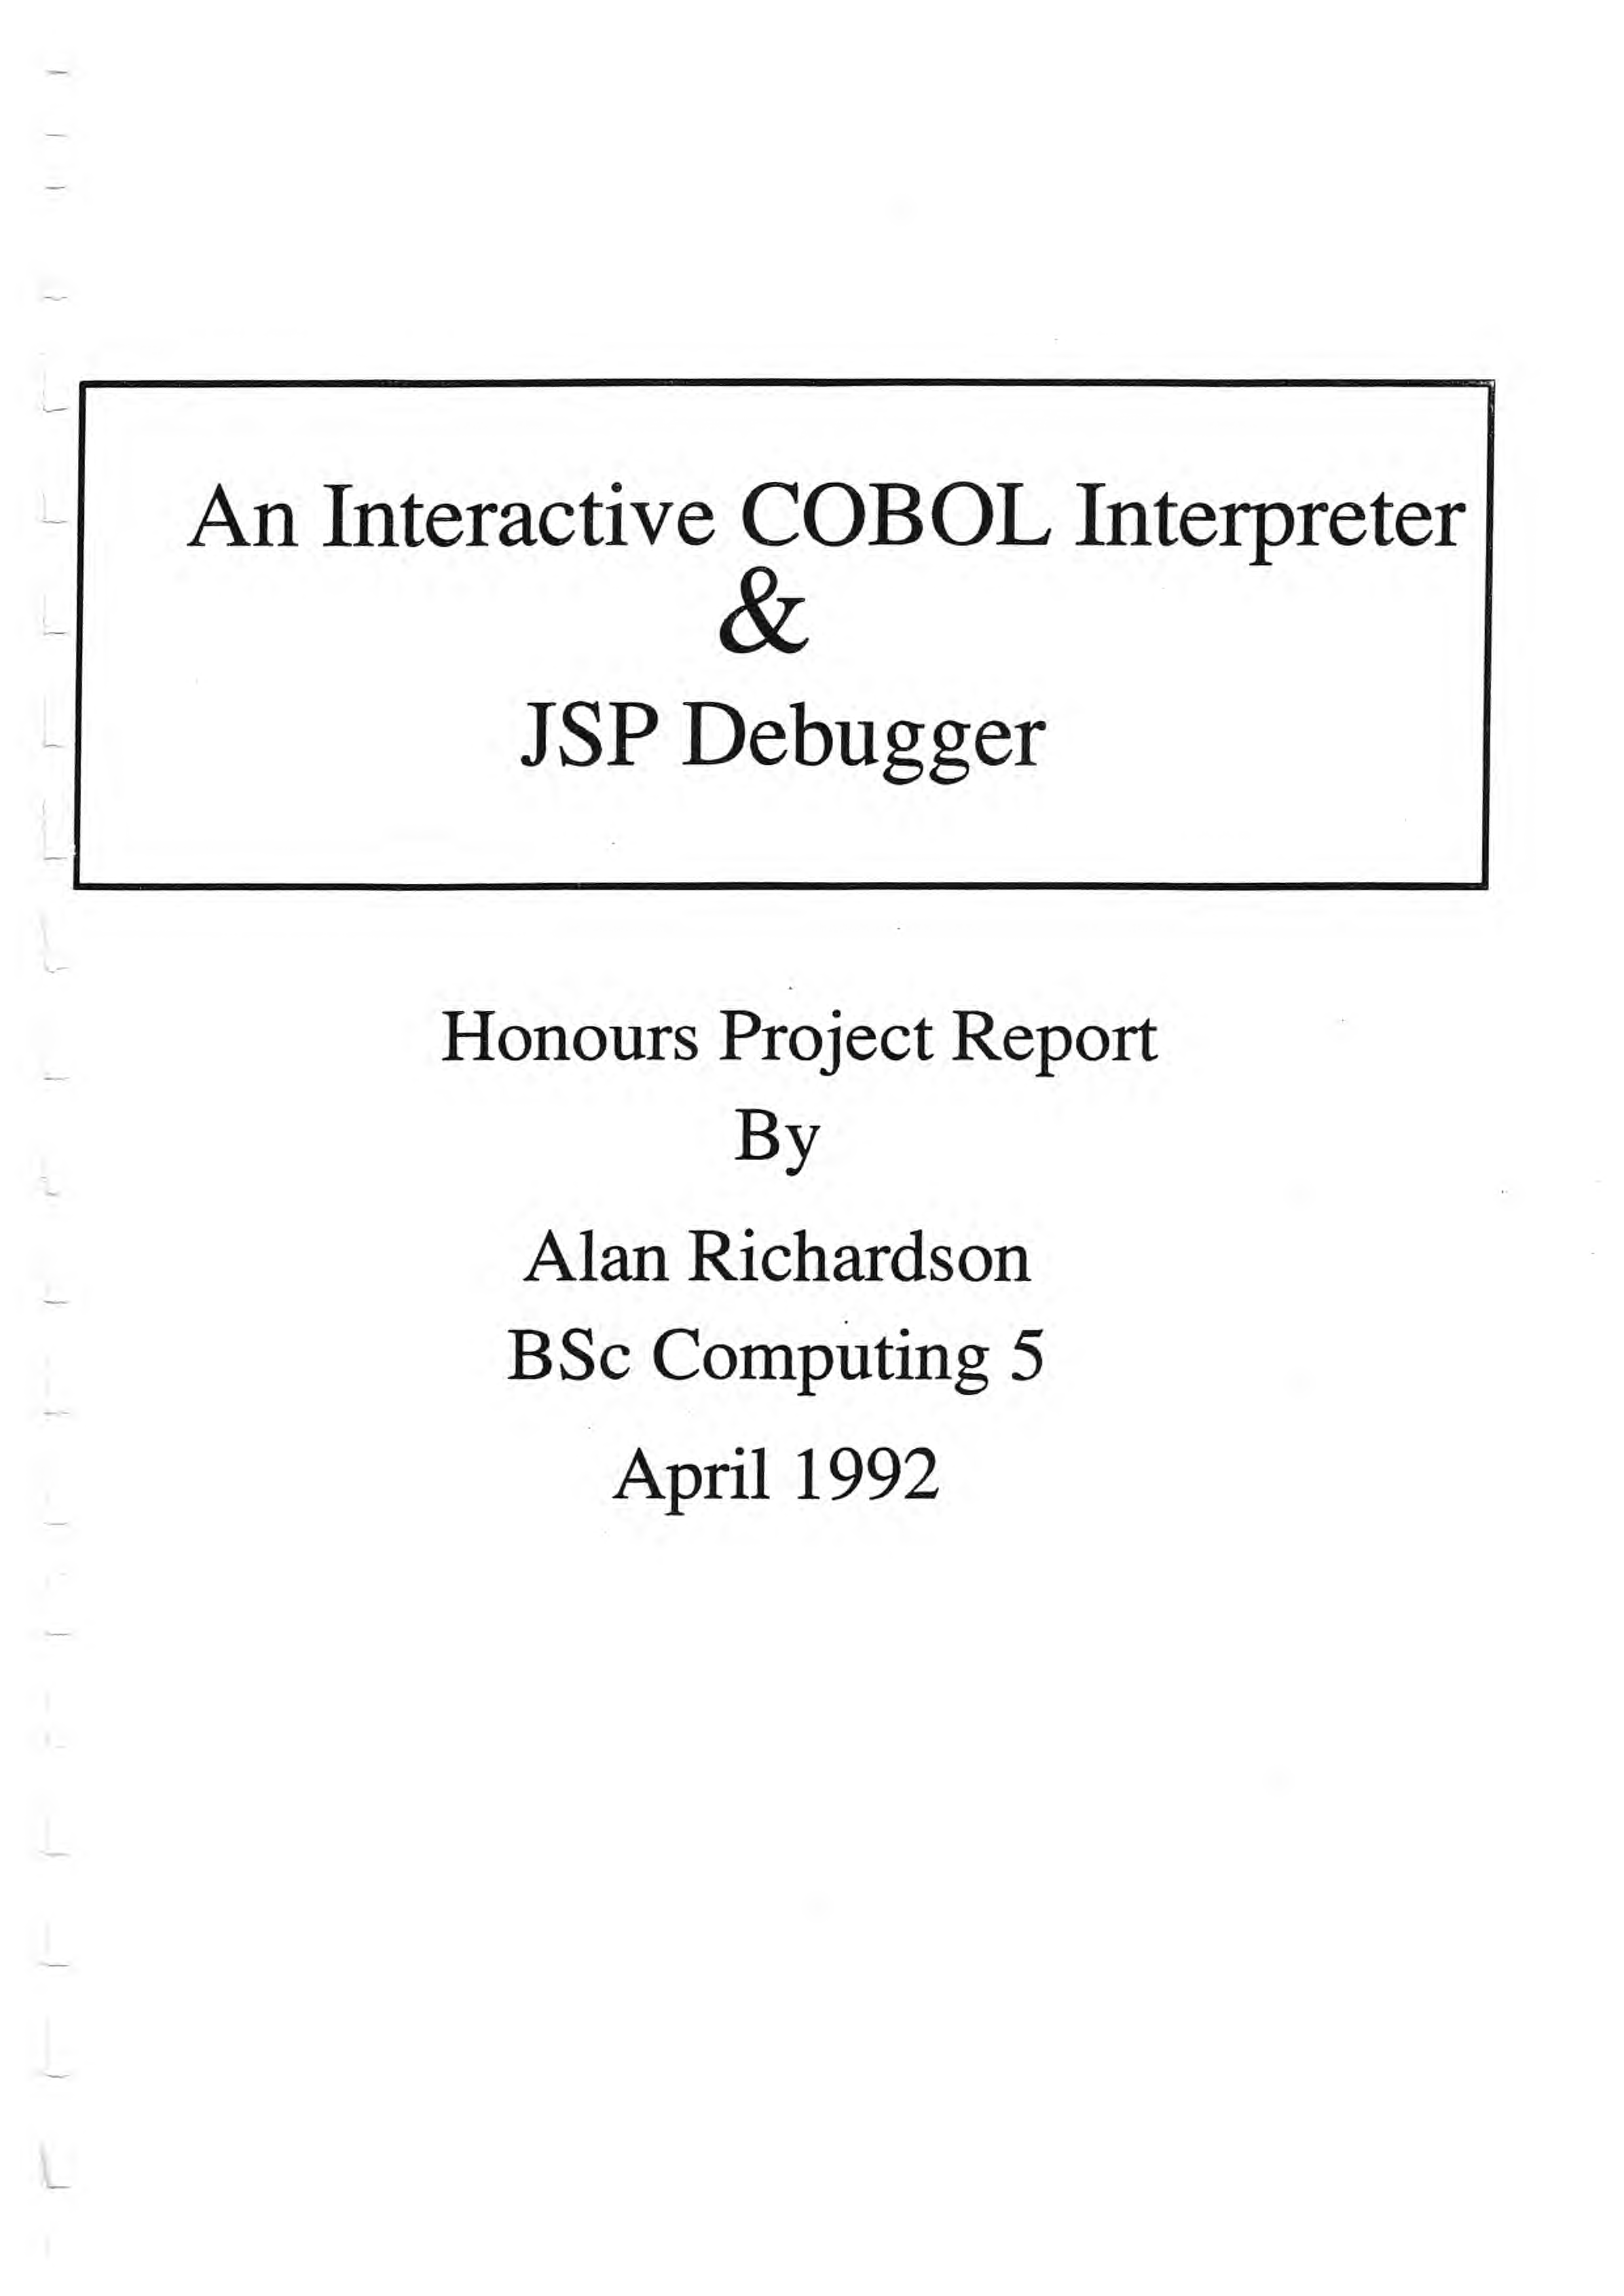 An Interactive COBOL Interpreter
&
JSP Debugger
Honours Project Report
By
Alan Richardson
BSc Computing 5
April 1992